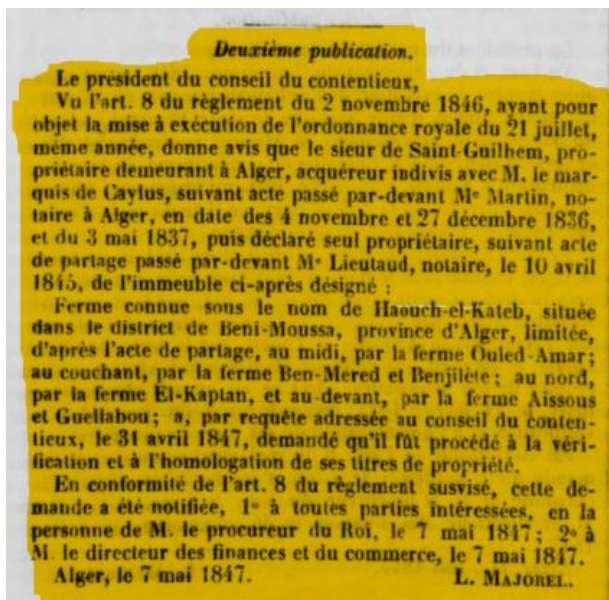 Deuxième publication.
Le président du conseil du contentieux,
Vu l'art. 8 du règlement du 2 novembre 1846, ayant pour
objet la mise à exécution de l'ordonnance royale du 21 juillet,
même année, donne avis que le sieur de Saint-Guilhem, pro-
priétaire demeurant à Alger, acquéreur indivis avec M. le mar-
quis de Caylus, suivant acte passé par-devant Me Martin, no-
taire à Alger, en date des 4 novembre et 27 décembre 1836,
et du 3 mai 1837, puis déclaré seul propriétaire, suivant acte
de partage passé par-devant Me Lieutaud, notaire, le 10 avril
1845, de l'immeuble ci-après désigné :
Ferme connue sous le nom de Haouch-el-Kateb, située
dans le district de Beni-Moussa, province d'Alger, limitée,
d'après l'acte de partage, au midi, par la ferme Ouled-Amar;
au couchant, par la ferme Ben-Mered et Benjilète; au nord,
par la ferme El-Kaptan, et au-devant, par la ferme Aissous
et Guellabou; a, par requête adressée au conseil du conten-
tieux, le 31 avril 1847, demandé qu'il fût procédé à la véri-
fication et à l'homologation de ses titres de propriété.
En conformité de l'art. 8 du règlement susvisé, cette de-
mande a été notifiée, 1o à toutes parties intéressées, en la
personne de M. le procureur du Roi, le 7 mai 1847; 2o à
M. le directeur des finances et du commerce, le 7 mai 1847.
Alger, le 7 mai 1847. L. MAJOREL.